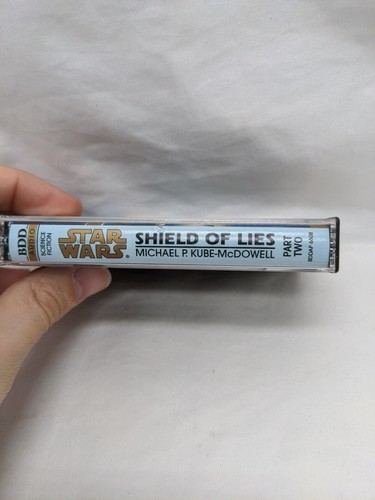 BDD
AUDIO
SCIENCE
FICTION
STAR
WARS®
SHIELD OF LIES
MICHAEL P. KUBE-McDOWELL
PART
TWO